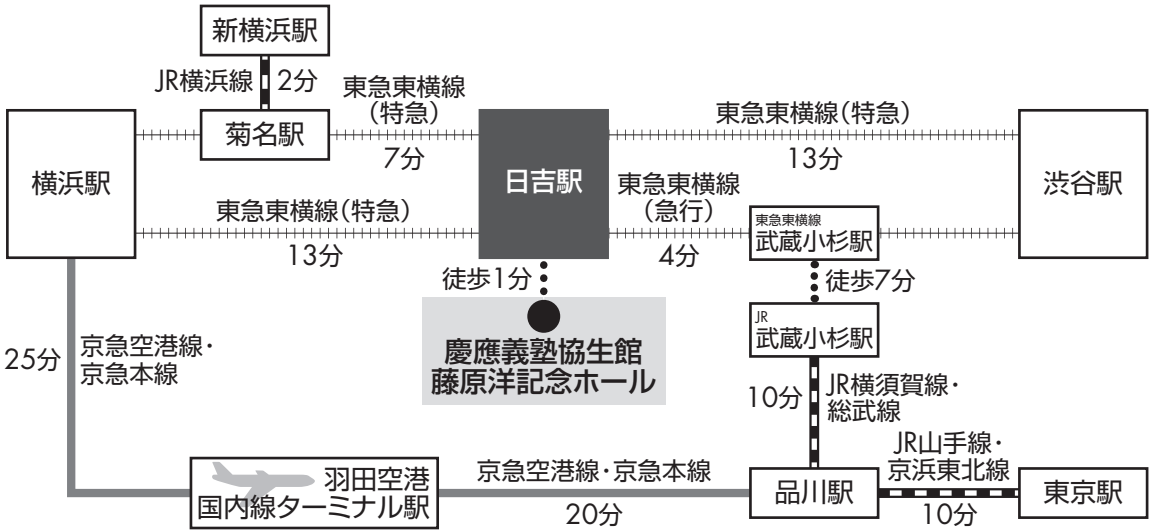 新横浜駅
JR横浜線
2分
菊名駅
東急東横線
(特急)
7分
東急東横線(特急)
13分
横浜駅
日吉駅
渋谷駅
東急東横線(特急)
13分
東急東横線
(急行)
4分
東急東横線
武蔵小杉駅
徒歩1分
徒歩7分
慶應義塾協生館
藤原洋記念ホール
JR
武蔵小杉駅
25分
京急空港線・
京急本線
10分
JR横須賀線・
総武線
羽田空港
国内線ターミナル駅
京急空港線・京急本線
20分
品川駅
JR山手線・
京浜東北線
10分
東京駅